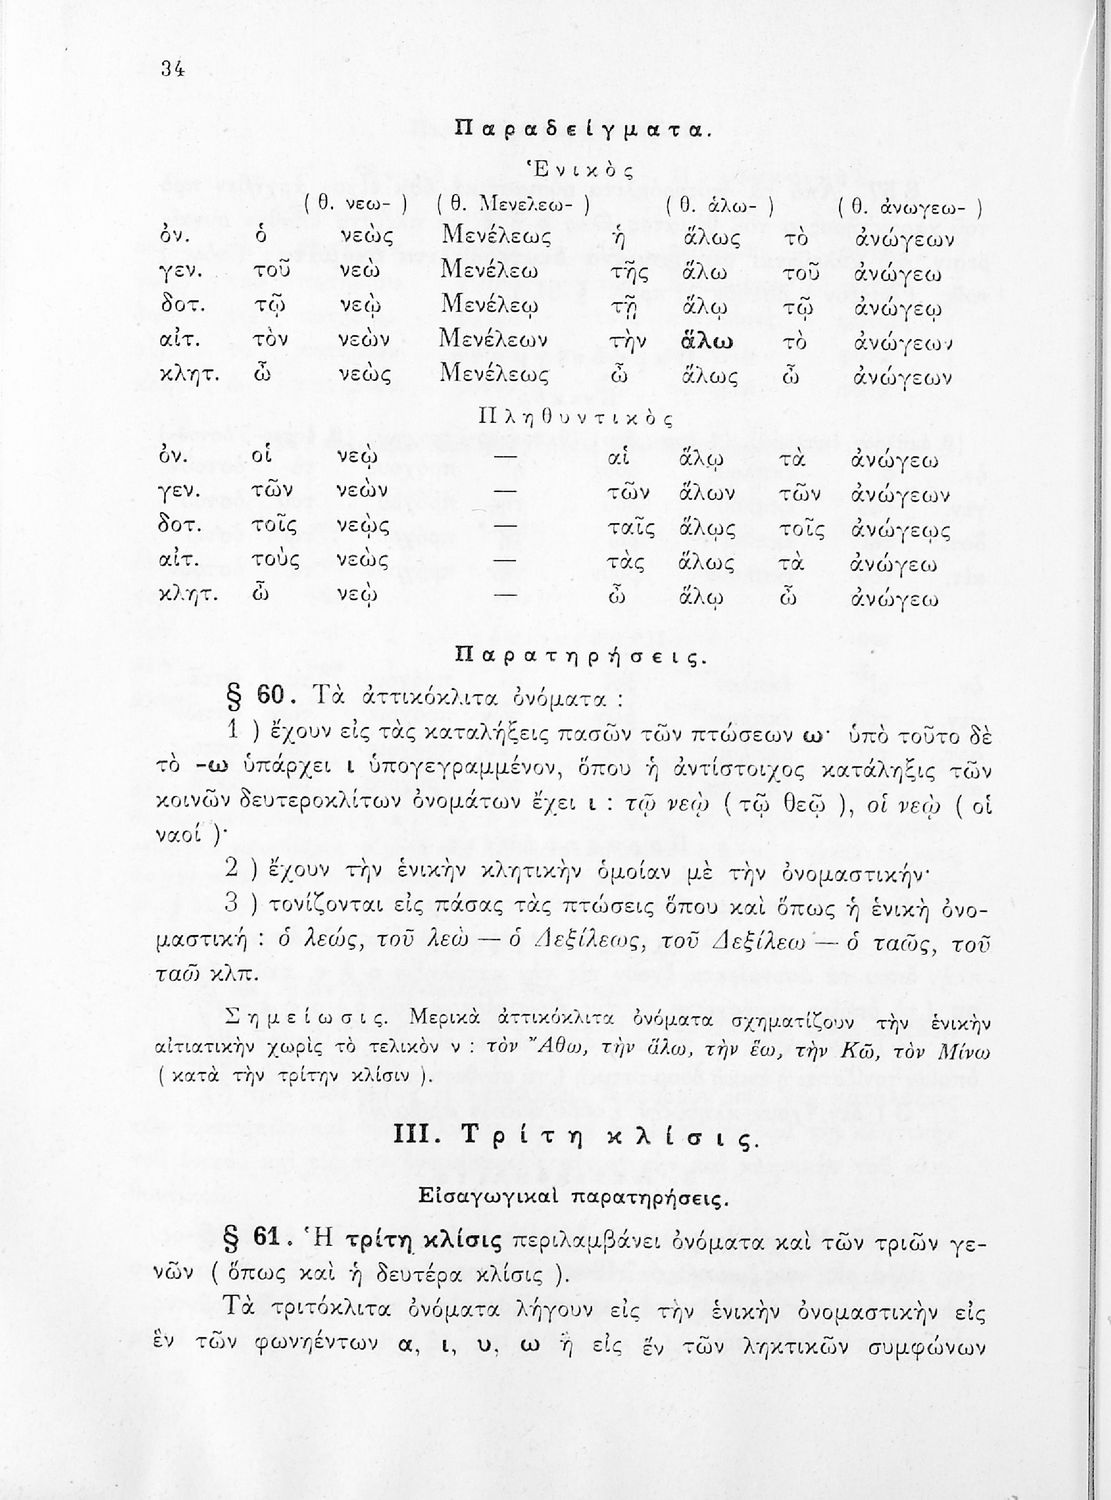 34
Παραδείγματα.
Ἑνικὸς
( θ. νεω- ) ( θ. Μενελεω- ) ( θ. ἁλω- ) ( θ. ἀνωγεω- )
ὀν. ὁ νεὼς Μενέλεως ἡ ἅλως τὸ ἀνώγεων
γεν. τοῦ νεὼ Μενέλεω τῆς ἅλω τοῦ ἀνώγεω
δοτ. τῷ νεῲ Μενέλεῳ τῇ ἅλῳ τῷ ἀνώγεῳ
αἰτ. τὸν νεὼν Μενέλεων τὴν ἅλω τὸ ἀνώγεων
κλητ. ὦ νεὼς Μενέλεως ὦ ἅλως ὦ ἀνώγεων
Πληθυντικὸς
ὀν. οἱ νεῲ — αἱ ἅλῳ τὰ ἀνώγεω
γεν. τῶν νεὼν — τῶν ἅλων τῶν ἀνώγεων
δοτ. τοῖς νεῲς — ταῖς ἅλῳς τοῖς ἀνώγεῳς
αἰτ. τοὺς νεὼς — τὰς ἅλως τὰ ἀνώγεω
κλητ. ὦ νεῲ — ὦ ἅλῳ ὦ ἀνώγεω
Παρατηρήσεις.
§ 60. Τὰ ἀττικόκλιτα ὀνόματα :
1 ) ἔχουν εἰς τὰς καταλήξεις πασῶν τῶν πτώσεων ω· ὑπὸ τοῦτο δὲ
τὸ -ω ὑπάρχει ι ὑπογεγραμμένον, ὅπου ἡ ἀντίστοιχος κατάληξις τῶν
κοινῶν δευτεροκλίτων ὀνομάτων ἔχει ι : τῷ νεῲ ( τῷ θεῷ ), οἱ νεῲ ( οἱ
ναοί )·
2 ) ἔχουν τὴν ἑνικὴν κλητικὴν ὁμοίαν μὲ τὴν ὀνομαστικήν·
3 ) τονίζονται εἰς πάσας τὰς πτώσεις ὅπου καὶ ὅπως ἡ ἑνικὴ ὀνο-
μαστική : ὁ λεώς, τοῦ λεὼ — ὁ Δεξίλεως, τοῦ Δεξίλεω — ὁ ταῶς, τοῦ
ταῶ κλπ.
Σημείωσις. Μερικὰ ἀττικόκλιτα ὀνόματα σχηματίζουν τὴν ἑνικὴν
αἰτιατικὴν χωρὶς τὸ τελικὸν ν : τὸν Ἄθω, τὴν ἅλω, τὴν ἕω, τὴν Κῶ, τὸν Μίνω
( κατὰ τὴν τρίτην κλίσιν ).
III. Τρίτη κλίσις.
Εἰσαγωγικαὶ παρατηρήσεις.
§ 61. Ἡ τρίτη κλίσις περιλαμβάνει ὀνόματα καὶ τῶν τριῶν γε-
νῶν ( ὅπως καὶ ἡ δευτέρα κλίσις ).
Τὰ τριτόκλιτα ὀνόματα λήγουν εἰς τὴν ἑνικὴν ὀνομαστικὴν εἰς
ἓν τῶν φωνηέντων α, ι, υ, ω ἢ εἰς ἓν τῶν ληκτικῶν συμφώνων